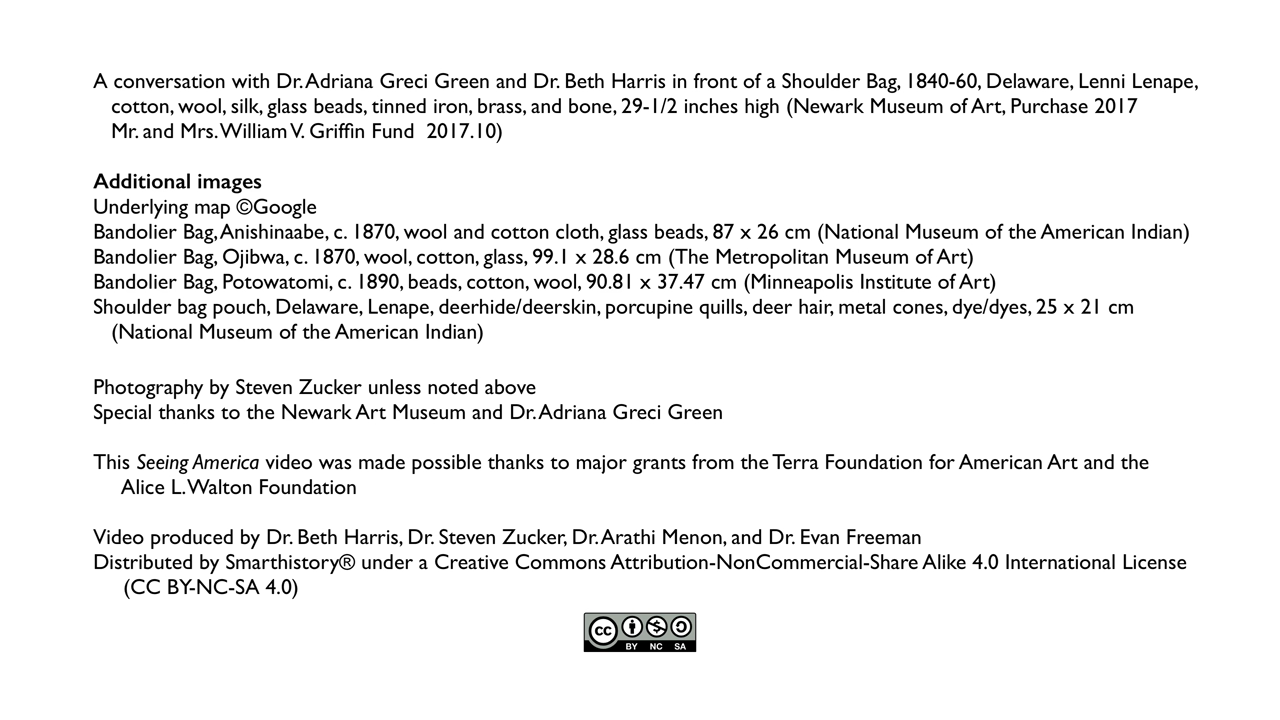 A conversation with Dr. Adriana Greci Green and Dr. Beth Harris in front of a Shoulder Bag, 1840-60, Delaware, Lenni Lenape,
cotton, wool, silk, glass beads, tinned iron, brass, and bone, 29-1/2 inches high (Newark Museum of Art, Purchase 2017
Mr. and Mrs. William V. Griffin Fund 2017.10)
Additional images
Underlying map ©Google
Bandolier Bag, Anishinaabe, c. 1870, wool and cotton cloth, glass beads, 87 x 26 cm (National Museum of the American Indian)
Bandolier Bag, Ojibwa, c. 1870, wool, cotton, glass, 99.1 x 28.6 cm (The Metropolitan Museum of Art)
Bandolier Bag, Potowatomi, c. 1890, beads, cotton, wool, 90.81 x 37.47 cm (Minneapolis Institute of Art)
Shoulder bag pouch, Delaware, Lenape, deerhide/deerskin, porcupine quills, deer hair, metal cones, dye/dyes, 25 x 21 cm
(National Museum of the American Indian)
Photography by Steven Zucker unless noted above
Special thanks to the Newark Art Museum and Dr. Adriana Greci Green
This Seeing America video was made possible thanks to major grants from the Terra Foundation for American Art and the
Alice L. Walton Foundation
Video produced by Dr. Beth Harris, Dr. Steven Zucker, Dr. Arathi Menon, and Dr. Evan Freeman
Distributed by Smarthistory® under a Creative Commons Attribution-NonCommercial-Share Alike 4.0 International License
(CC BY-NC-SA 4.0)
cc
BY NC SA